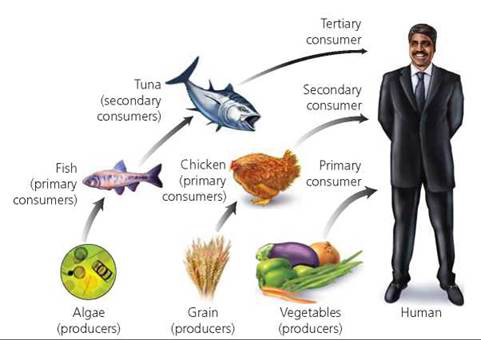 Tertiary
consumer
Tuna
(secondary
consumers)
Secondary
consumer
Fish
(primary
consumers)
Chicken
(primary
consumers)
Primary
consumer
Algae
(producers)
Grain
(producers)
Vegetables
(producers)
Human